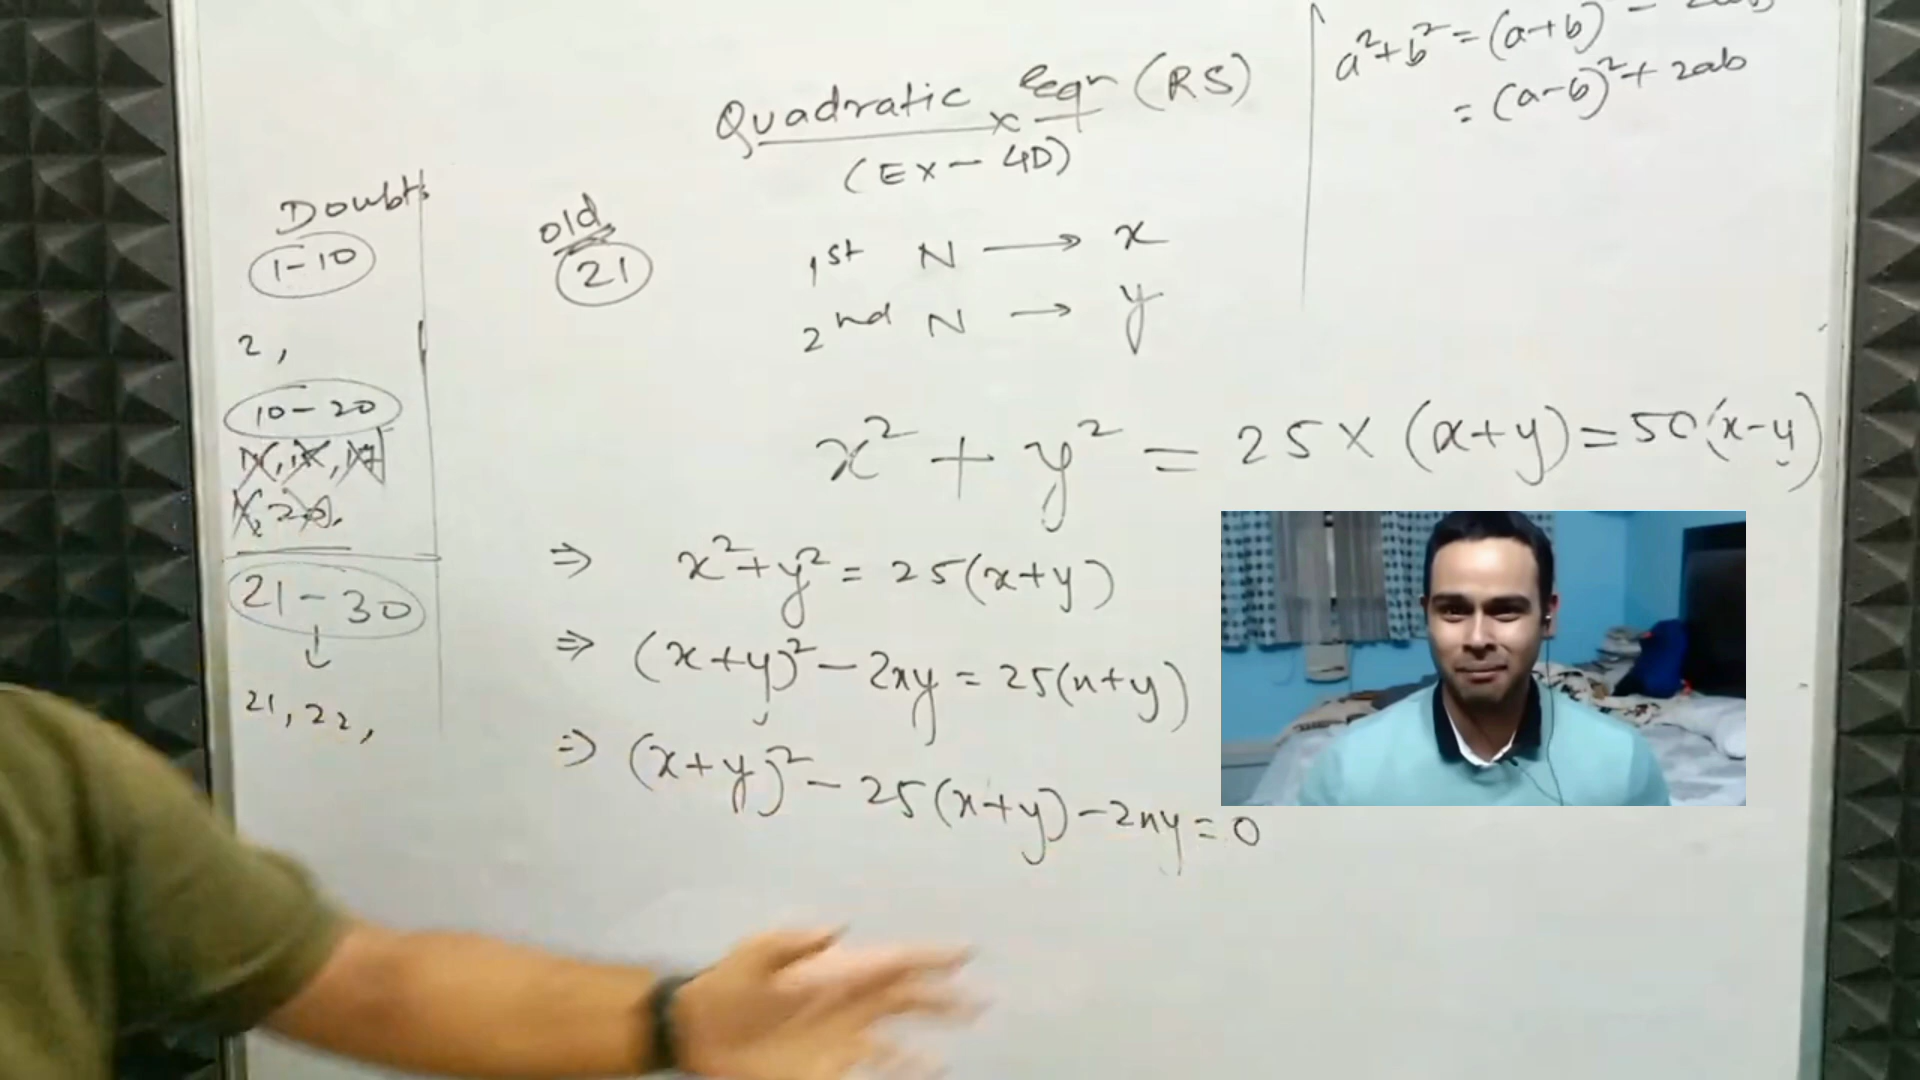 Quadratic Eqn (RS)
(Ex - 4D)
a² + b² = (a+b)
= (a-b)² + 2ab
Doubts
1-10
2,
10-20
21-30
21, 22,
old
21
1st N → x
2nd N → y
x² + y² = 25 × (x+y) = 50(x-y)
⇒ x² + y² = 25(x+y)
⇒ (x+y)² - 2xy = 25(x+y)
⇒ (x+y)² - 25(x+y) - 2xy = 0